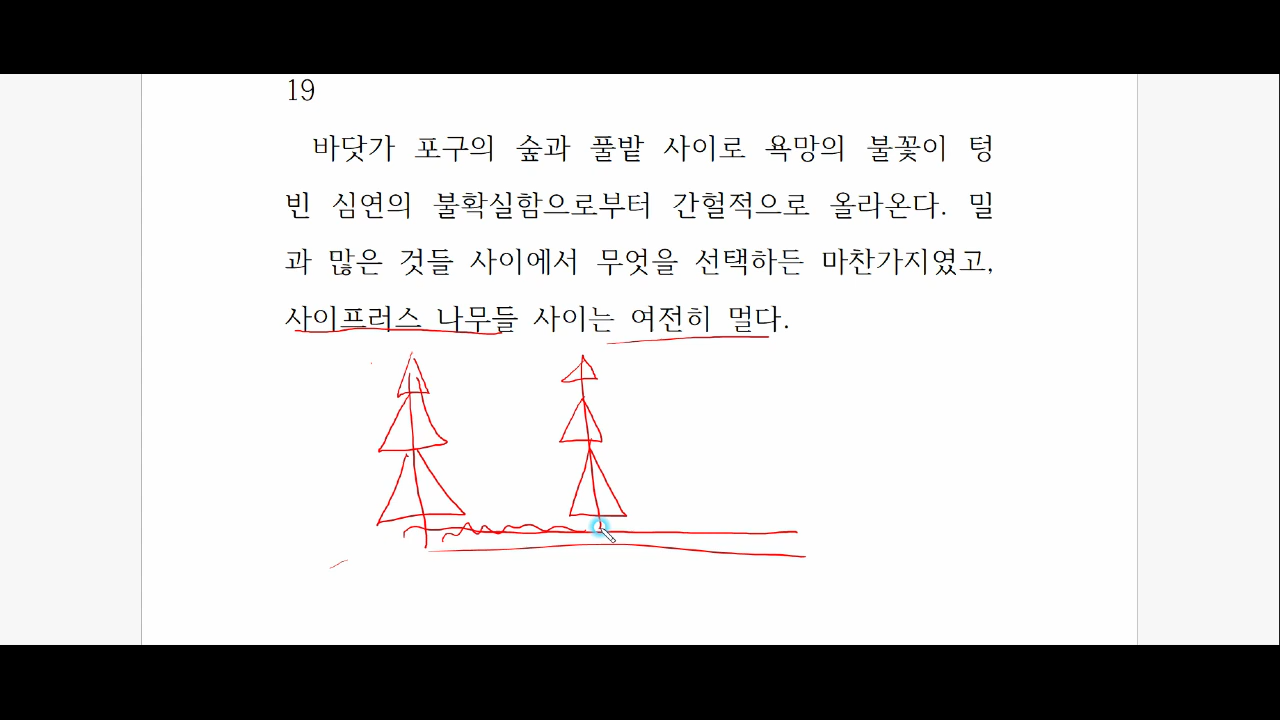 19
바닷가 포구의 숲과 풀밭 사이로 욕망의 불꽃이 텅
빈 심연의 불확실함으로부터 간헐적으로 올라온다. 밀
과 많은 것들 사이에서 무엇을 선택하든 마찬가지였고,
사이프러스 나무들 사이는 여전히 멀다.